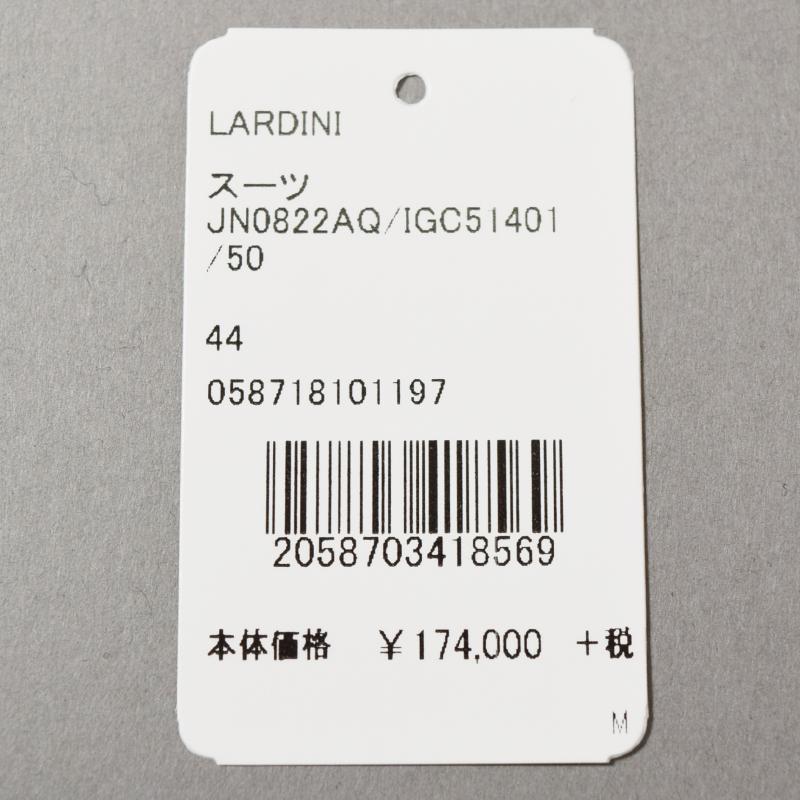 LARDINI
スーツ
JN0822AQ/IGC51401
/50
44
058718101197
2058703418569
本体価格 ￥174,000 +税
M